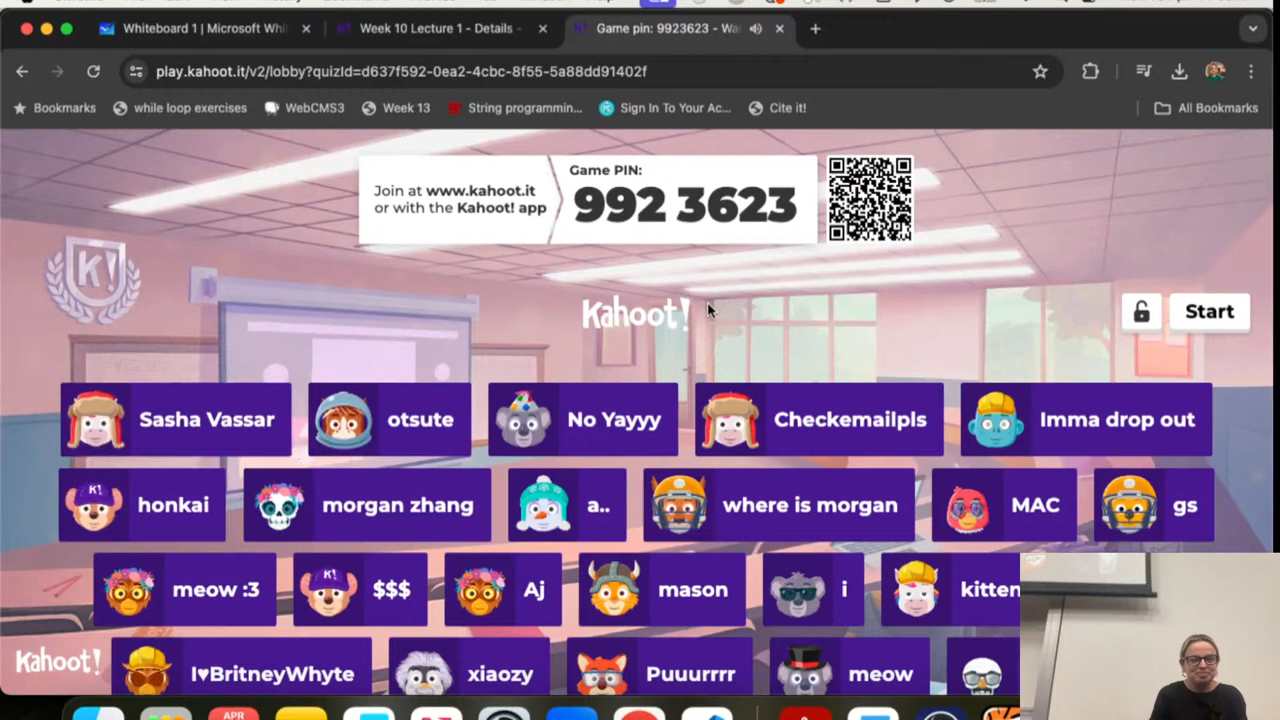 Whiteboard 1 | Microsoft Whi
Week 10 Lecture 1 - Details -
Game pin: 9923623 - Wai
play.kahoot.it/v2/lobby?quizId=d637f592-0ea2-4cbc-8f55-5a88dd91402f
Bookmarks
while loop exercises
WebCMS3
Week 13
String programmin...
Sign In To Your Ac...
Cite it!
All Bookmarks
Join at www.kahoot.it
or with the Kahoot! app
Game PIN:
992 3623
K!
Kahoot!
Start
Sasha Vassar
otsute
No Yayyy
Checkemailpls
Imma drop out
K!
honkai
morgan zhang
a..
where is morgan
MAC
gs
meow :3
K!
$$$
Aj
mason
i
kitten
Kahoot!
I♥BritneyWhyte
xiaozy
Puuurrrr
meow
APR